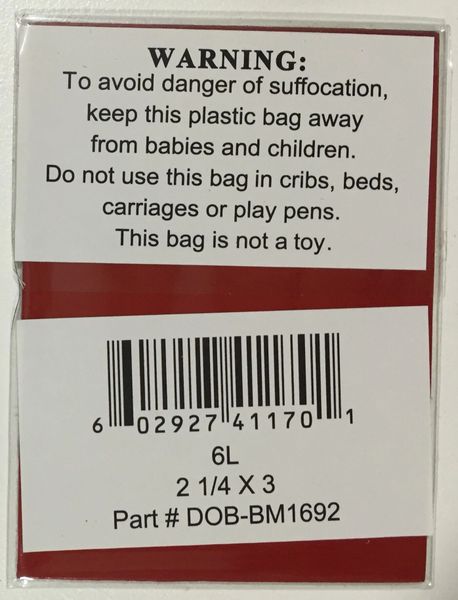 WARNING:
To avoid danger of suffocation,
keep this plastic bag away
from babies and children.
Do not use this bag in cribs, beds,
carriages or play pens.
This bag is not a toy.
6 02927 41170 1
6L
2 1/4 X 3
Part # DOB-BM1692